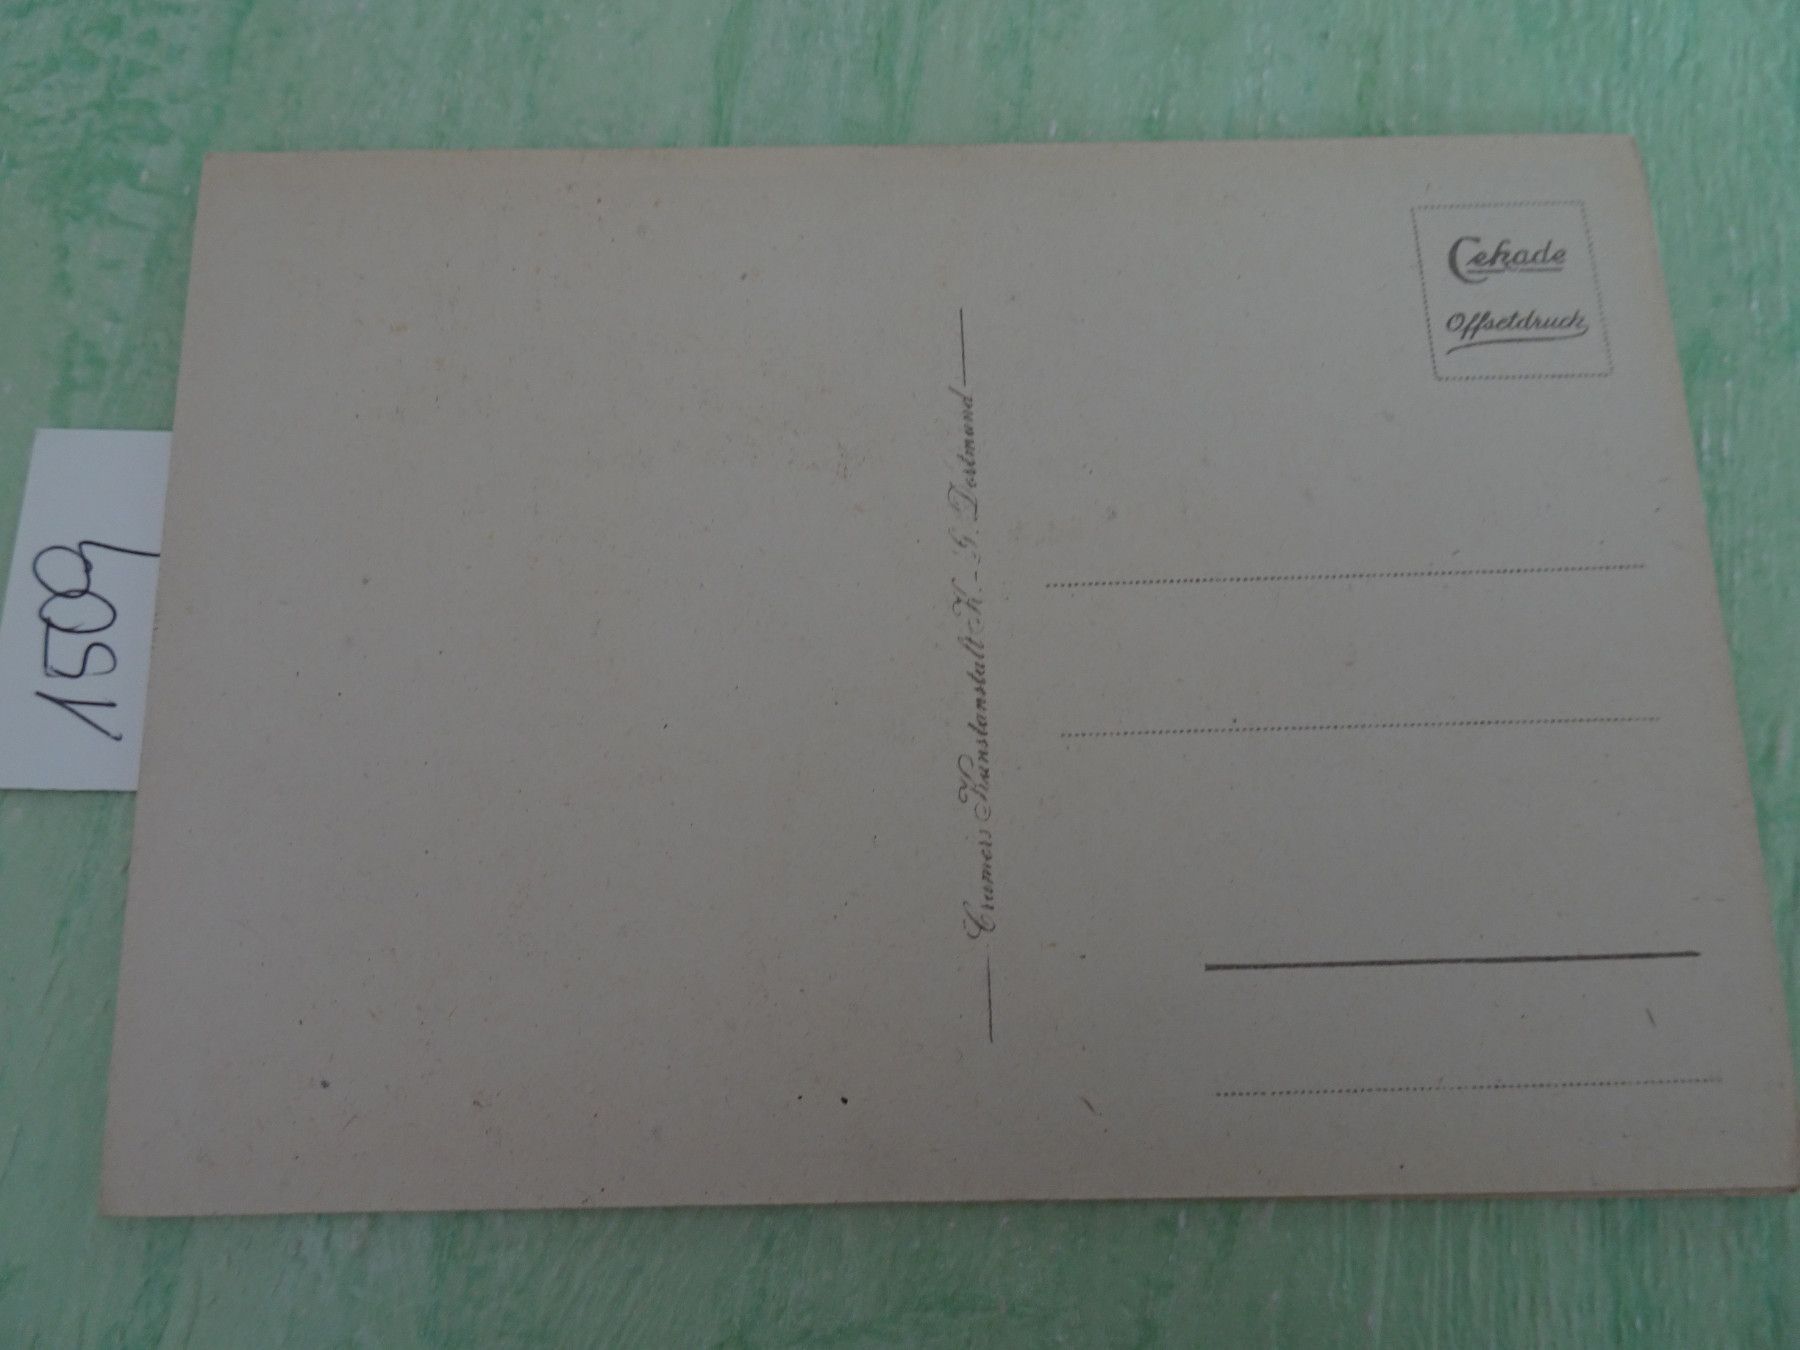 1509
Cramers Kunstanstalt K.-G. Dortmund
Cekade
Offsetdruck